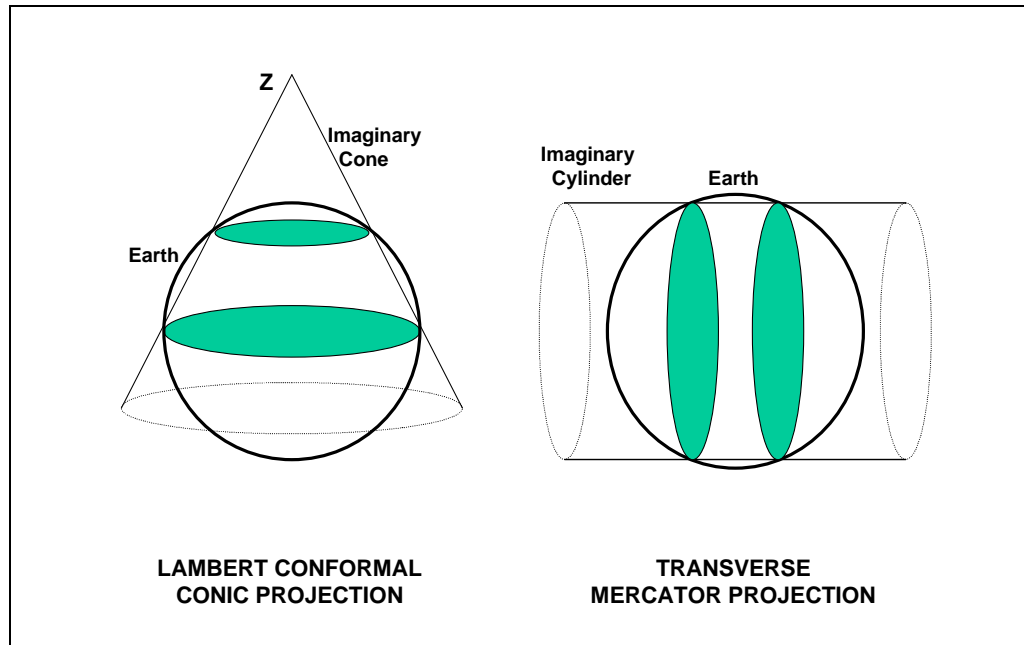 Z
Imaginary
Cone
Earth
LAMBERT CONFORMAL
CONIC PROJECTION
Imaginary
Cylinder
Earth
TRANSVERSE
MERCATOR PROJECTION